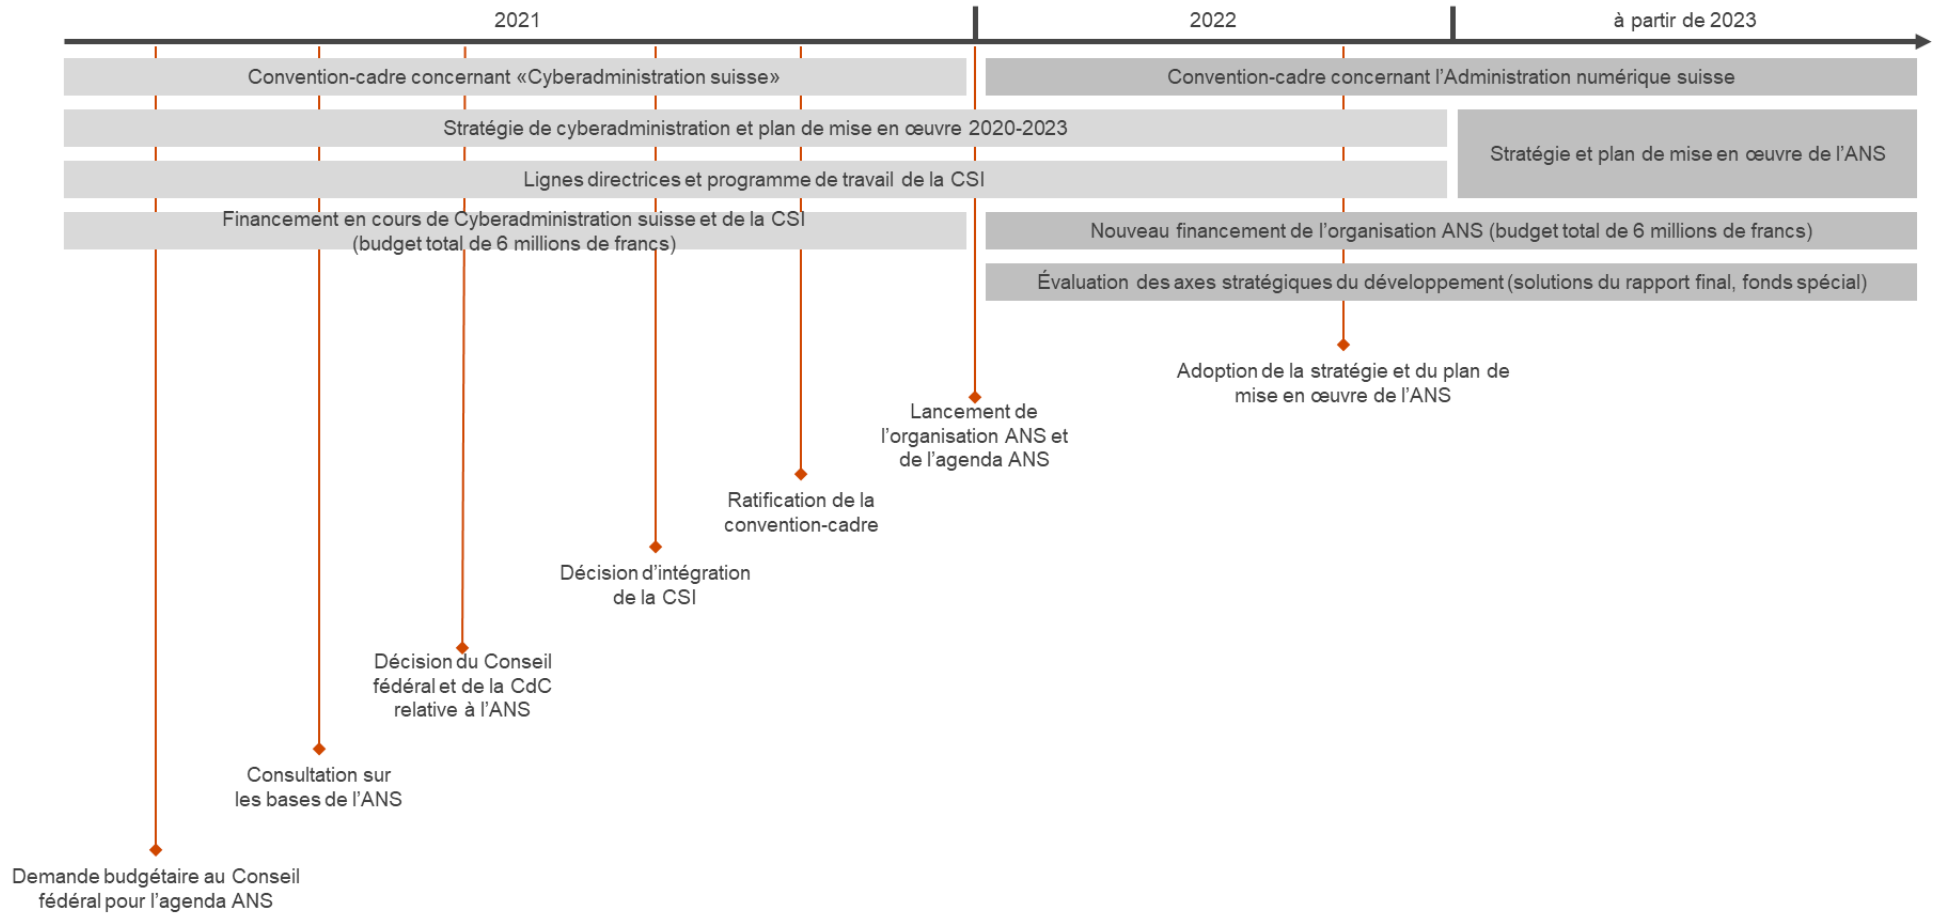 2021
2022
à partir de 2023
Convention-cadre concernant «Cyberadministration suisse»
Convention-cadre concernant l’Administration numérique suisse
Stratégie de cyberadministration et plan de mise en œuvre 2020-2023
Stratégie et plan de mise en œuvre de l’ANS
Lignes directrices et programme de travail de la CSI
Financement en cours de Cyberadministration suisse et de la CSI
(budget total de 6 millions de francs)
Nouveau financement de l’organisation ANS (budget total de 6 millions de francs)
Évaluation des axes stratégiques du développement (solutions du rapport final, fonds spécial)
Adoption de la stratégie et du plan de
mise en œuvre de l’ANS
Lancement de
l’organisation ANS et
de l’agenda ANS
Ratification de la
convention-cadre
Décision d’intégration
de la CSI
Décision du Conseil
fédéral et de la CdC
relative à l’ANS
Consultation sur
les bases de l’ANS
Demande budgétaire au Conseil
fédéral pour l’agenda ANS